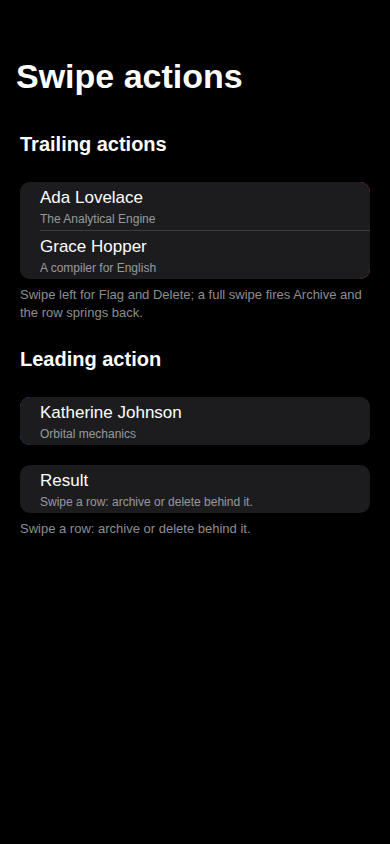 Swipe actions
Trailing actions
Ada Lovelace
The Analytical Engine
Grace Hopper
A compiler for English
Swipe left for Flag and Delete; a full swipe fires Archive and
the row springs back.
Leading action
Katherine Johnson
Orbital mechanics
Result
Swipe a row: archive or delete behind it.
Swipe a row: archive or delete behind it.